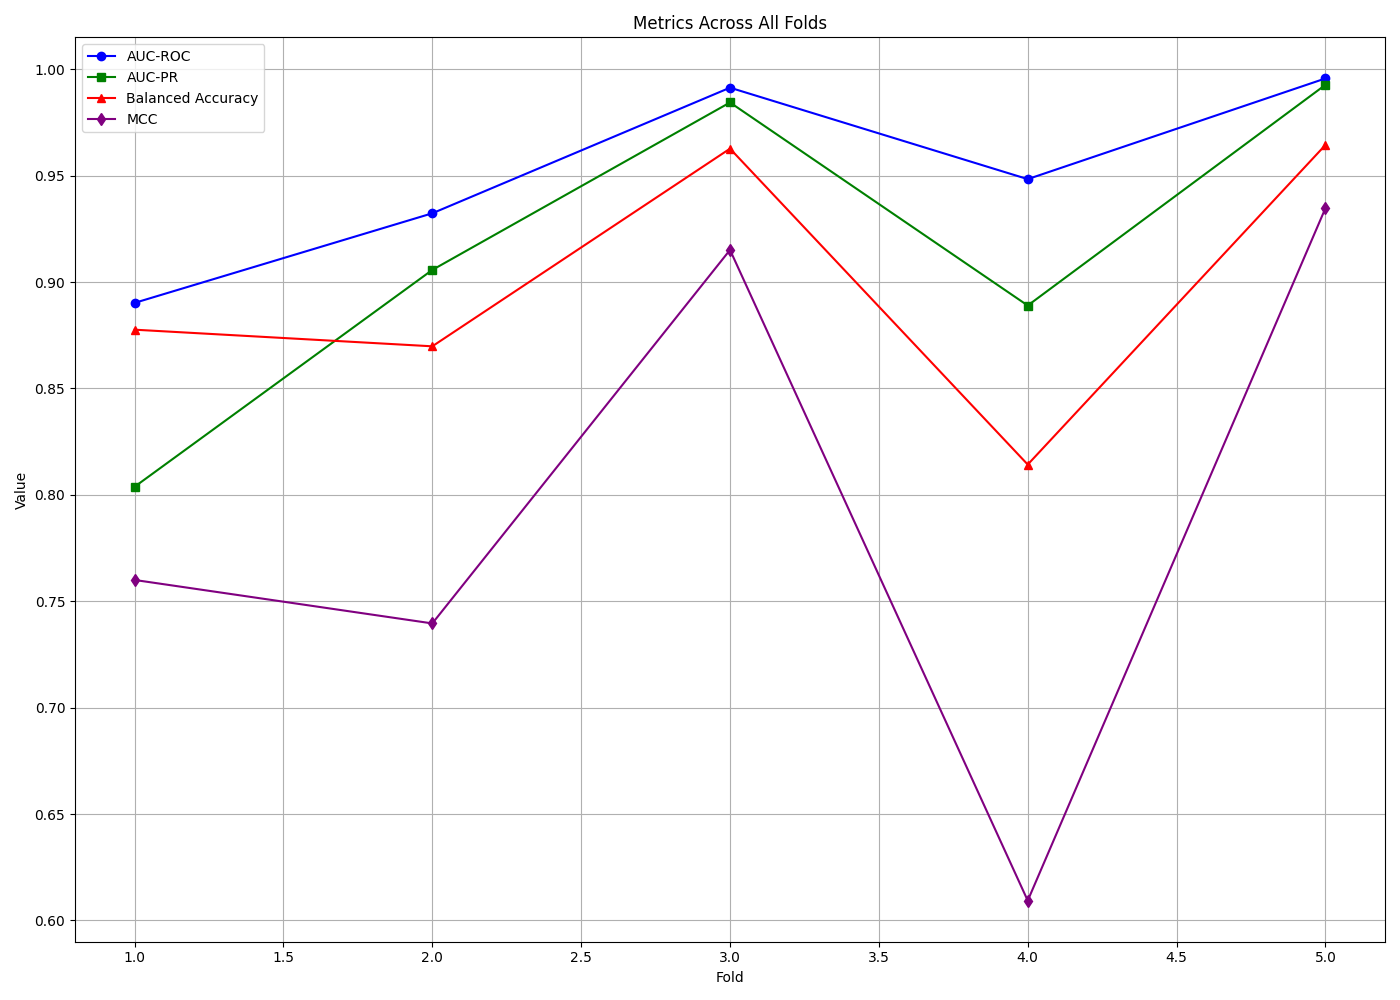 Metrics Across All Folds
AUC-ROC
AUC-PR
Balanced Accuracy
MCC
1.00
0.95
0.90
0.85
0.80
0.75
0.70
0.65
0.60
Value
1.0 1.5 2.0 2.5 3.0 3.5 4.0 4.5 5.0
Fold